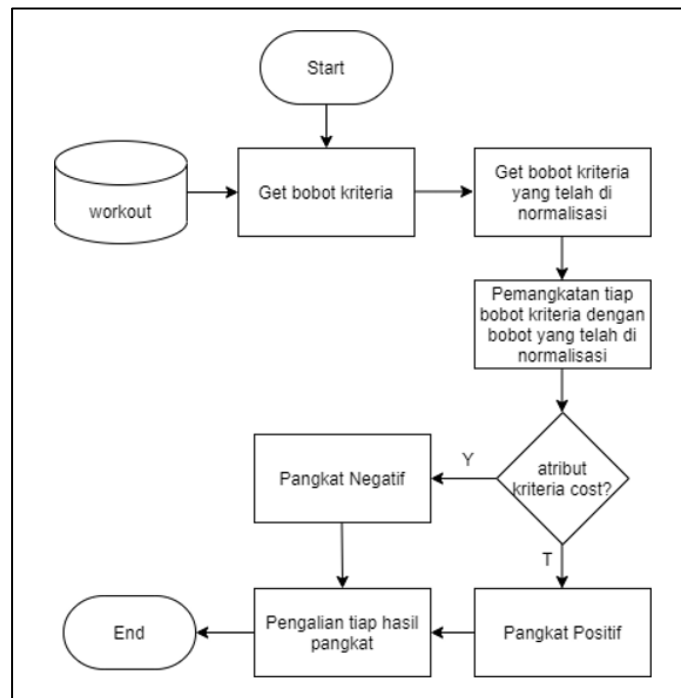 Start
workout
Get bobot kriteria
Get bobot kriteria
yang telah di
normalisasi
Pemangkatan tiap
bobot kriteria dengan
bobot yang telah di
normalisasi
atribut
kriteria cost?
Y
Pangkat Negatif
T
Pangkat Positif
Pengalian tiap hasil
pangkat
End